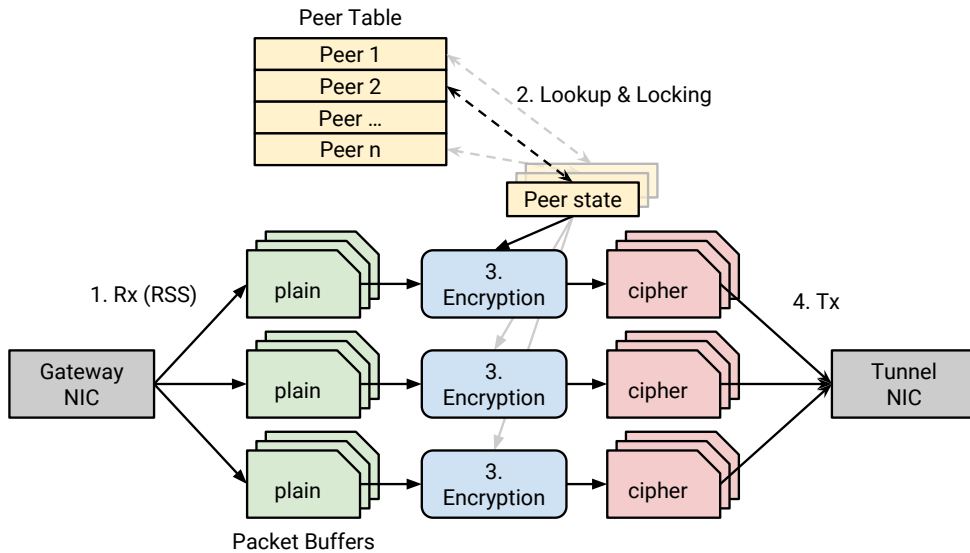 Peer Table
Peer 1
Peer 2
Peer ...
Peer n
2. Lookup & Locking
Peer state
1. Rx (RSS)
plain
3.
Encryption
cipher
4. Tx
Gateway
NIC
plain
3.
Encryption
cipher
Tunnel
NIC
plain
3.
Encryption
cipher
Packet Buffers